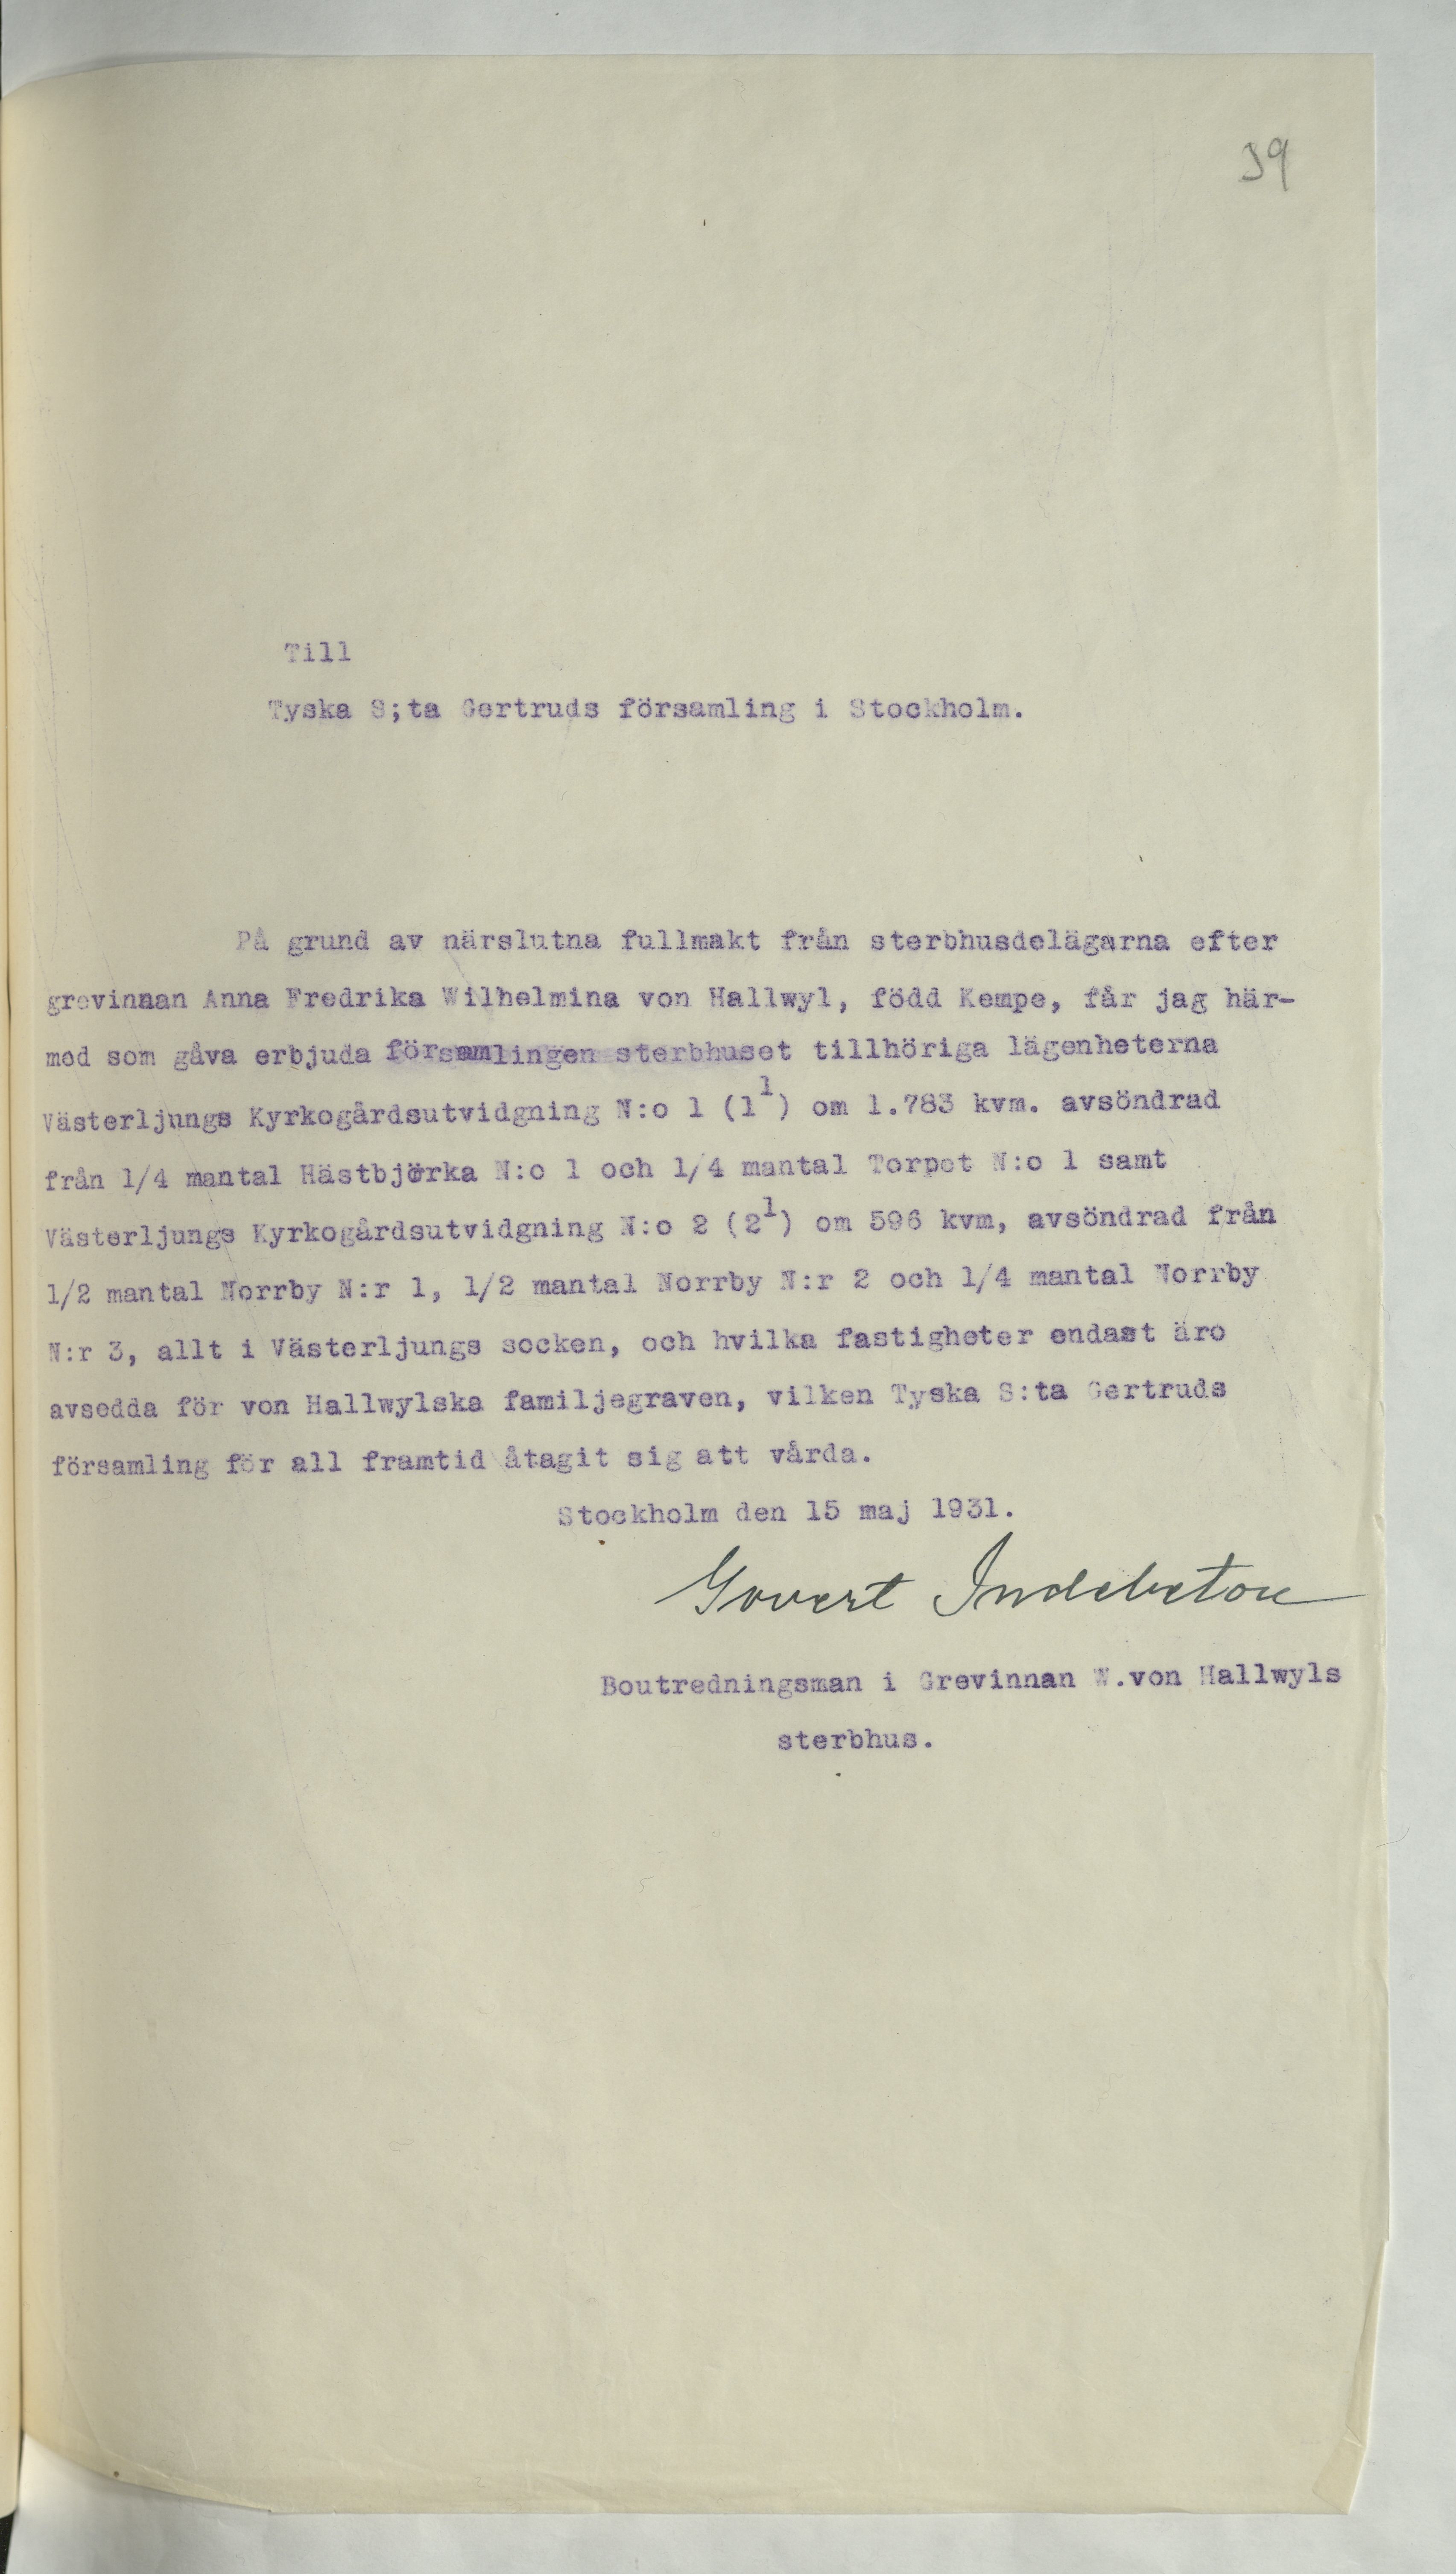 39
Till
Tyska S;ta Gertruds församling i Stockholm.
På grund av närslutna fullmakt från sterbhusdelägarna efter
grevinnan Anna Fredrika Wilhelmina von Hallwyl, född Kempe, får jag här-
med som gåva erbjuda församlingen sterbhuset tillhöriga lägenheterna
Västerljungs Kyrkogårdsutvidgning N:o 1 (1¹) om 1.783 kvm. avsöndrad
från 1/4 mantal Hästbjörka N:o 1 och 1/4 mantal Torpet N:o 1 samt
Västerljungs Kyrkogårdsutvidgning N:o 2 (2¹) om 596 kvm, avsöndrad från
1/2 mantal Norrby N:r 1, 1/2 mantal Norrby N:r 2 och 1/4 mantal Norrby
N:r 3, allt i Västerljungs socken, och hvilka fastigheter endast äro
avsedda för von Hallwylska familjegraven, vilken Tyska S:ta Gertruds
församling för all framtid åtagit sig att vårda.
Stockholm den 15 maj 1931.
Govert Indebetou
Boutredningsman i Grevinnan W.von Hallwyls
sterbhus.